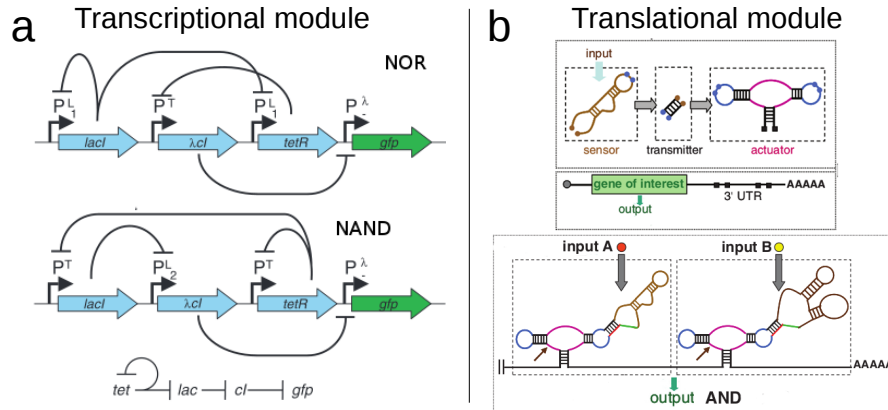 Transcriptional module
a
NOR
P L 1
P T
P L 1
P λ -
lacI
λcI
tetR
gfp
NAND
P T
P L 2
P T
P λ -
lacI
λcI
tetR
gfp
tet
lac
cI
gfp
Translational module
b
input
sensor
transmitter
actuator
gene of interest
AAAAA
3' UTR
output
input A
input B
AAAAA
output AND